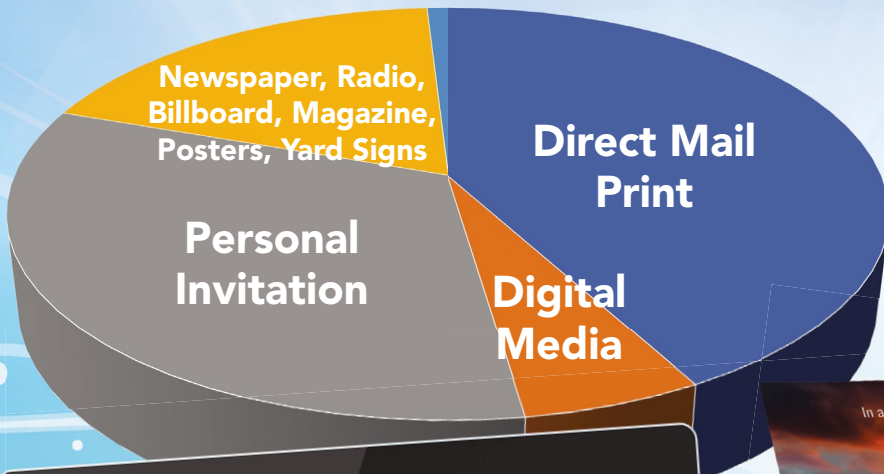 Newspaper, Radio,
Billboard, Magazine,
Posters, Yard Signs
Direct Mail
Print
Personal
Invitation
Digital
Media
In a